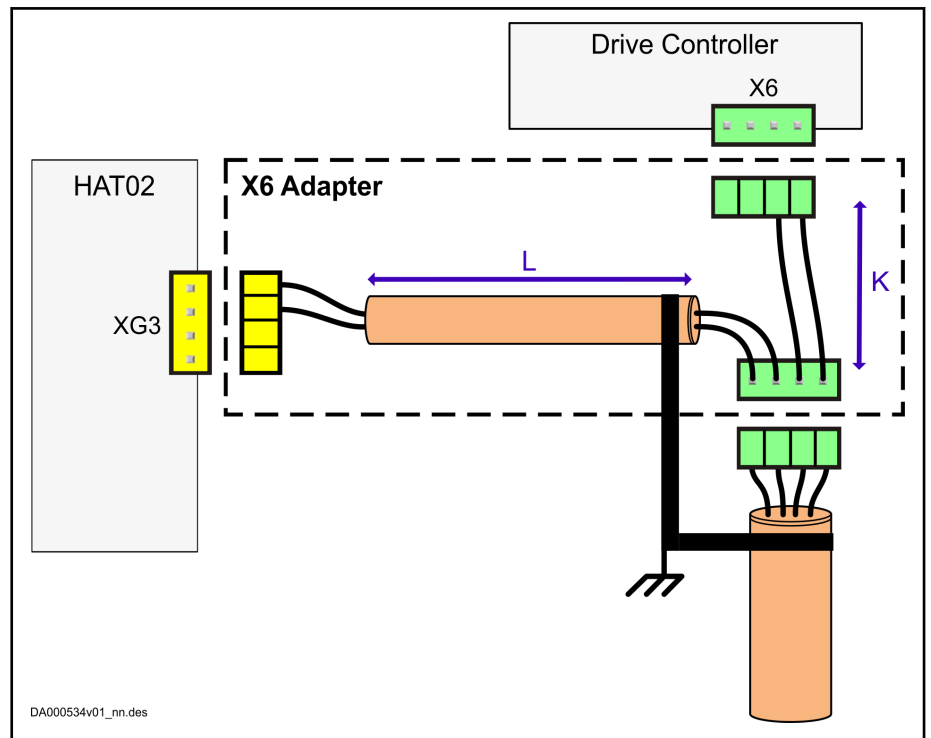 Drive Controller
X6
HAT02
X6 Adapter
L
K
XG3
DA000534v01_nn.des